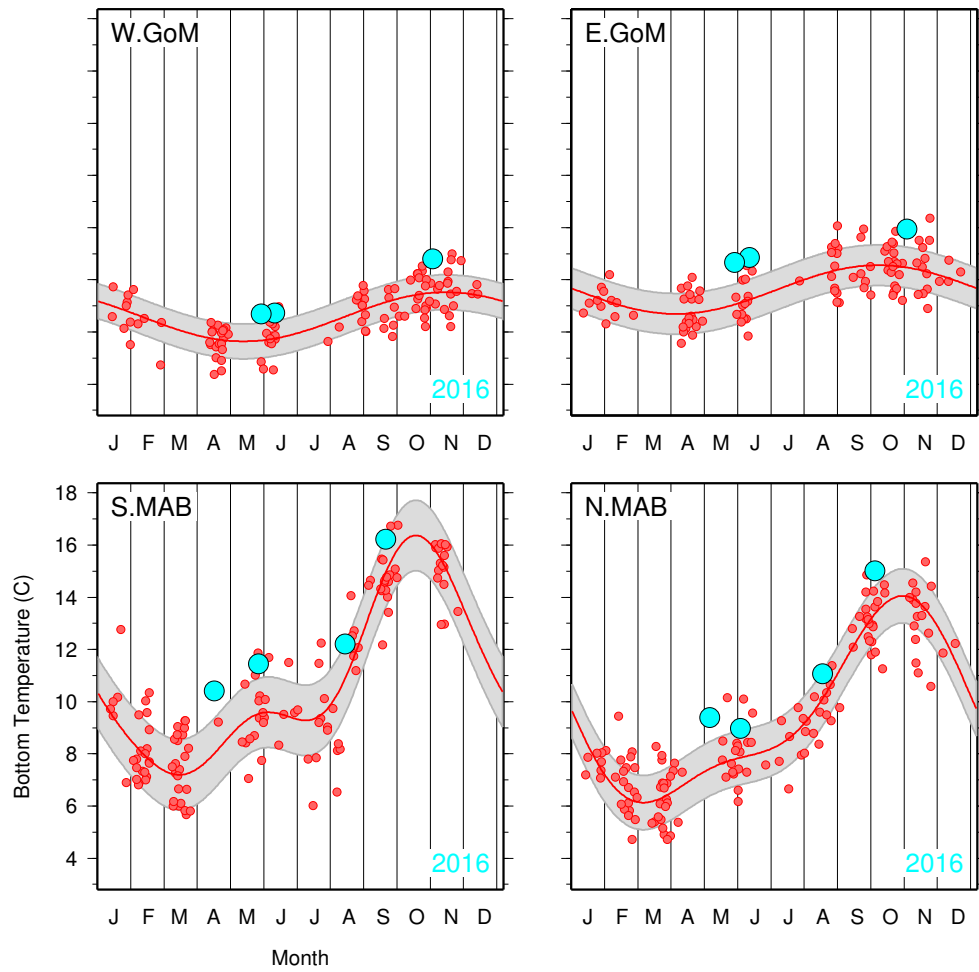 W.GoM
E.GoM
2016
2016
J F M A M J J A S O N D
J F M A M J J A S O N D
S.MAB
N.MAB
18
16
14
12
10
8
6
4
Bottom Temperature (C)
2016
2016
J F M A M J J A S O N D
J F M A M J J A S O N D
Month